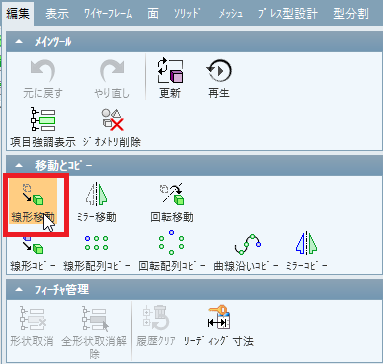 編集 表示 ﾜｲﾔｰﾌﾚｰﾑ 面 ｿﾘｯﾄﾞ ﾒｯｼｭ ﾌﾟﾚｽ型設計 型分割
ﾒｲﾝﾂｰﾙ
元に戻す やり直し 更新 再生
項目強調表示 ｼﾞｵﾒﾄﾘ削除
移動とｺﾋﾟｰ
線形移動 ﾐﾗｰ移動 回転移動
線形ｺﾋﾟｰ 線形配列ｺﾋﾟｰ 回転配列ｺﾋﾟｰ 曲線沿いｺﾋﾟｰ ﾐﾗｰｺﾋﾟｰ
ﾌｨｰﾁｬ管理
形状取消 全形状取消解除 履歴ｸﾘｱ ﾘｰﾃﾞｨﾝｸﾞ寸法